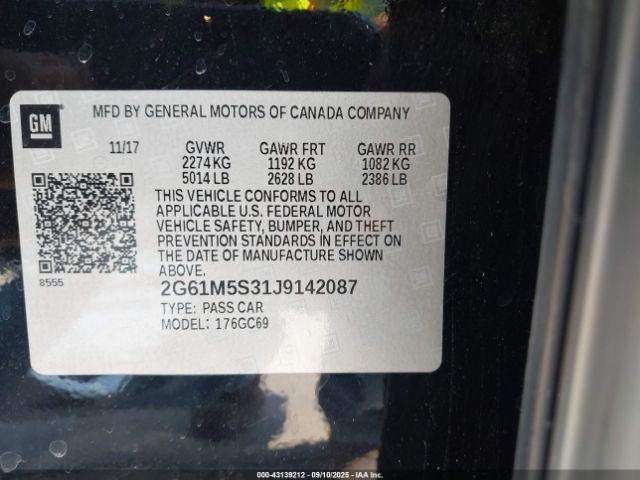 GM
MFD BY GENERAL MOTORS OF CANADA COMPANY
11/17 GVWR GAWR FRT GAWR RR
2274 KG 1192 KG 1082 KG
5014 LB 2628 LB 2386 LB
THIS VEHICLE CONFORMS TO ALL
APPLICABLE U.S. FEDERAL MOTOR
VEHICLE SAFETY, BUMPER, AND THEFT
PREVENTION STANDARDS IN EFFECT ON
THE DATE OF MANUFACTURE SHOWN
ABOVE.
8555
2G61M5S31J9142087
TYPE: PASS CAR
MODEL: 176GC69
000-43139212 - 09/10/2025 - IAA, Inc.